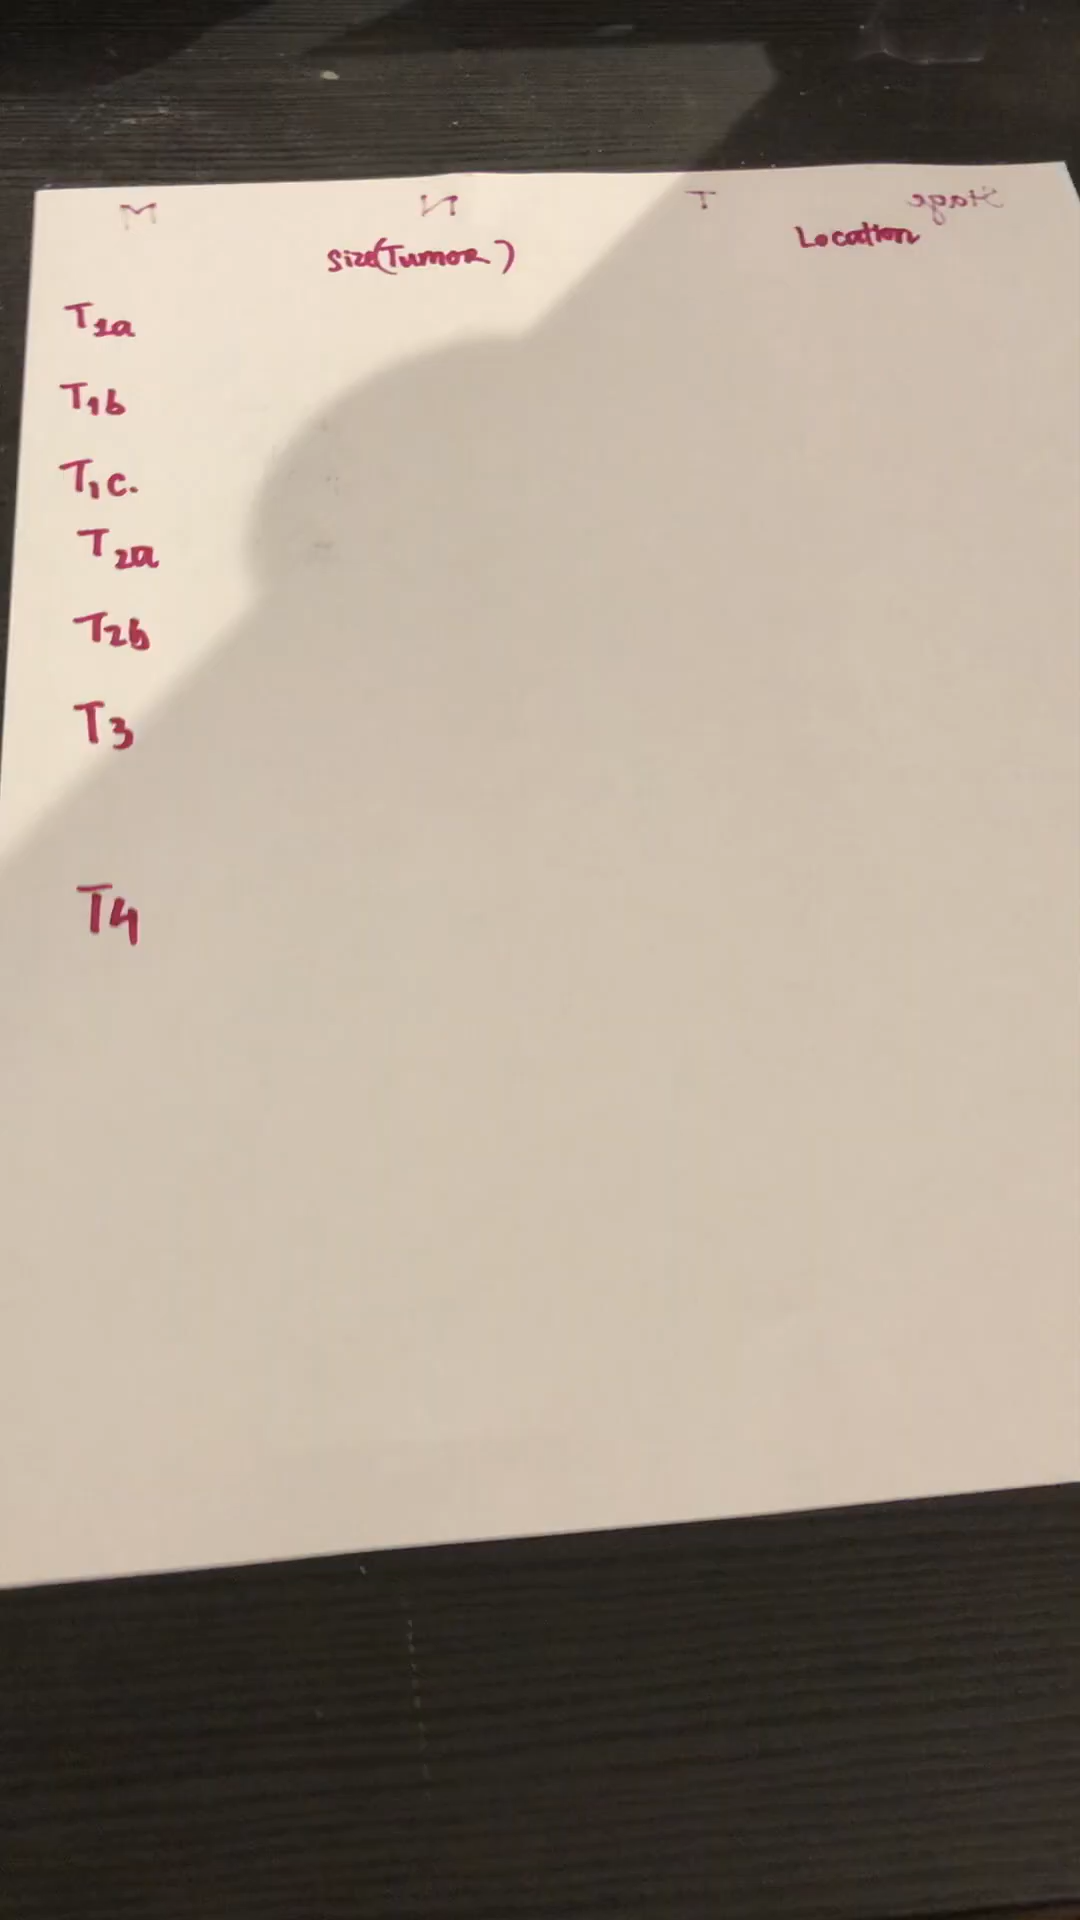 M N T Stage
Size(Tumor) Location
T1a
T1b
T1c.
T2a
T2b
T3
T4